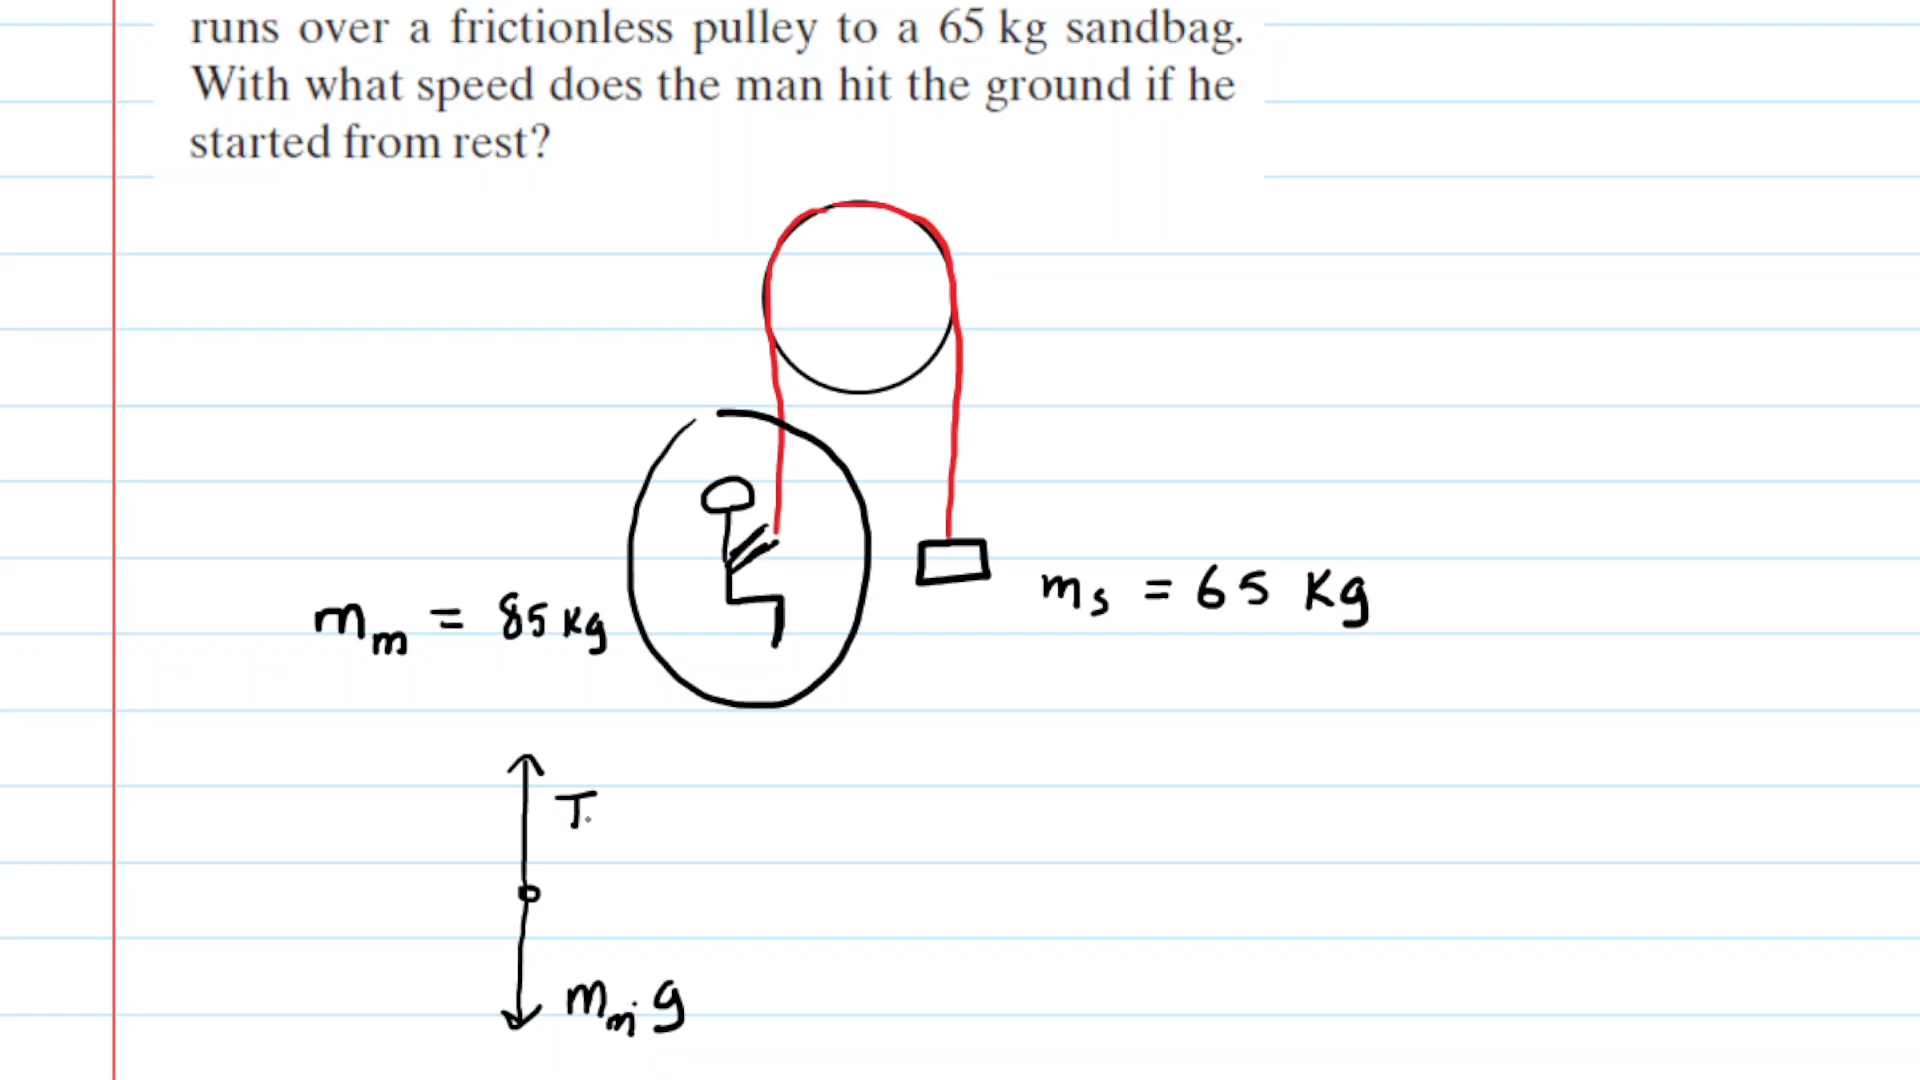 runs over a frictionless pulley to a 65 kg sandbag.
With what speed does the man hit the ground if he
started from rest?
m_m = 85 kg
m_s = 65 kg
T
m_m g